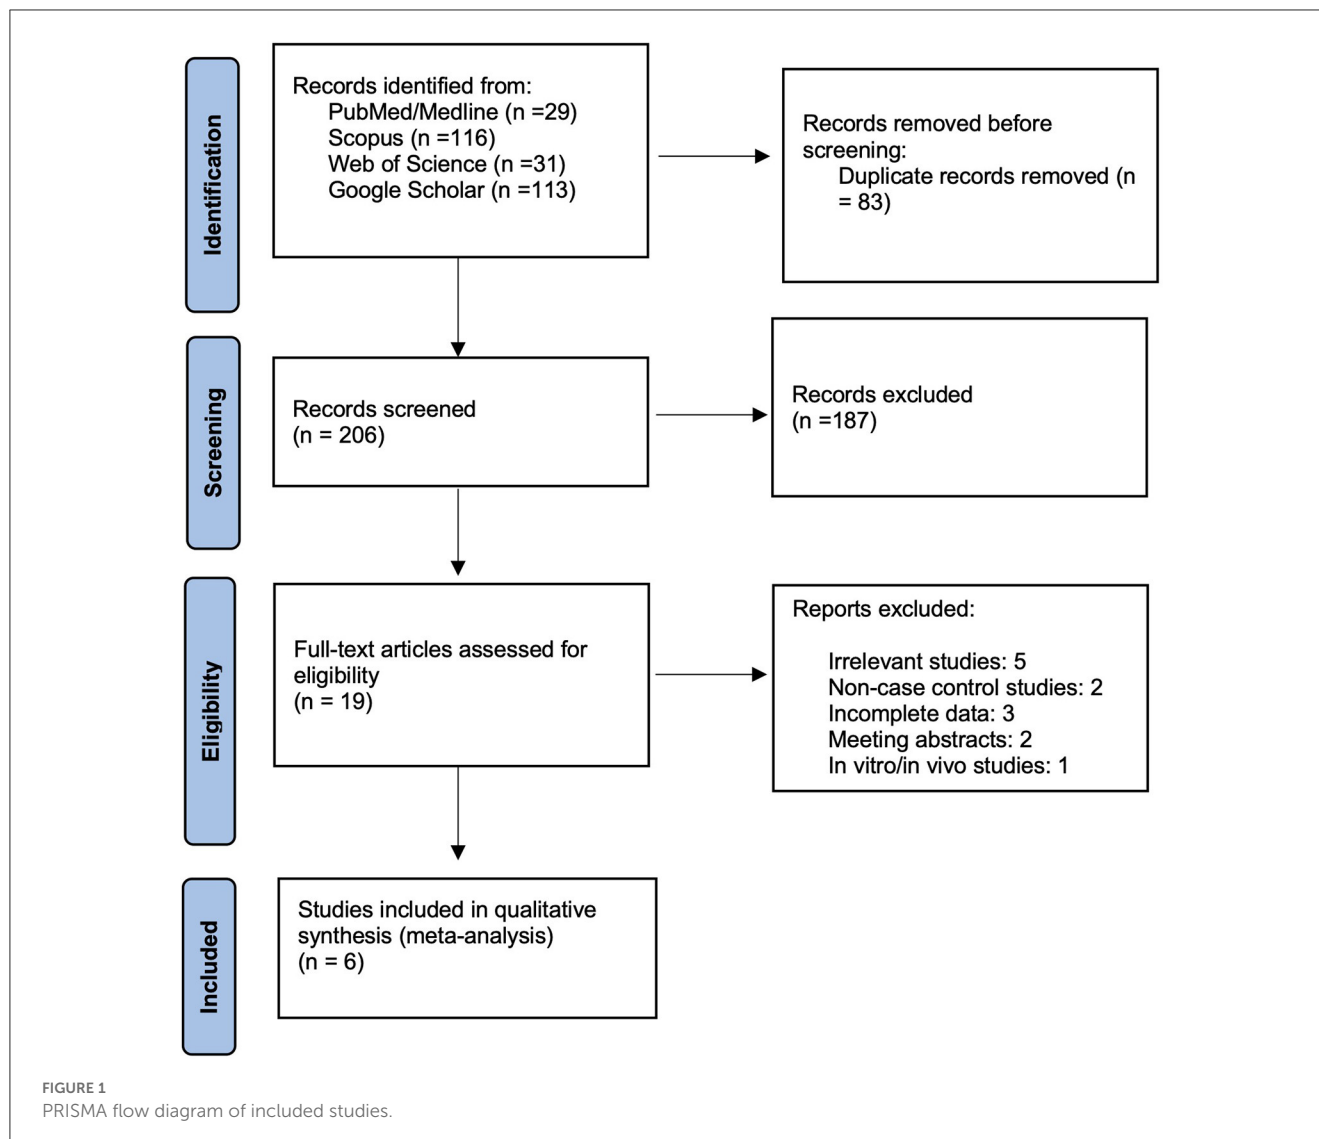 Identification
Records identified from:
PubMed/Medline (n =29)
Scopus (n =116)
Web of Science (n =31)
Google Scholar (n =113)
Records removed before
screening:
Duplicate records removed (n
= 83)
Screening
Records screened
(n = 206)
Records excluded
(n =187)
Eligibility
Full-text articles assessed for
eligibility
(n = 19)
Reports excluded:
Irrelevant studies: 5
Non-case control studies: 2
Incomplete data: 3
Meeting abstracts: 2
In vitro/in vivo studies: 1
Included
Studies included in qualitative
synthesis (meta-analysis)
(n = 6)
FIGURE 1
PRISMA flow diagram of included studies.